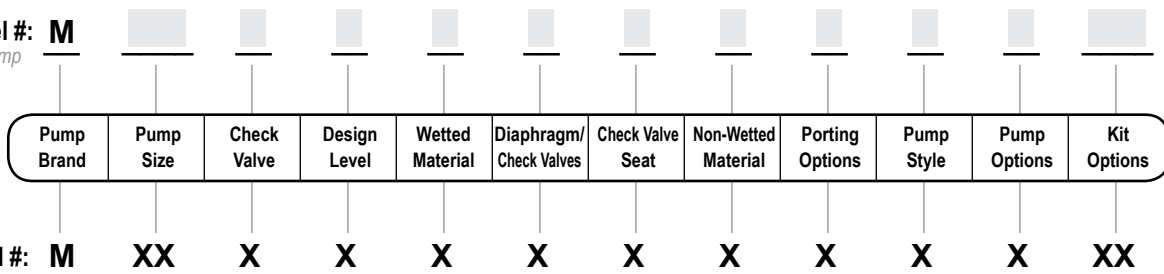 el #: M
mp
Pump Brand Pump Size Check Valve Design Level Wetted Material Diaphragm/ Check Valves Check Valve Seat Non-Wetted Material Porting Options Pump Style Pump Options Kit Options
l #: M XX X X X X X X X X X XX